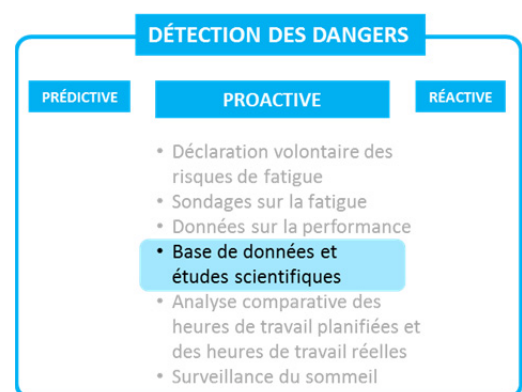 DÉTECTION DES DANGERS
PRÉDICTIVE
PROACTIVE
RÉACTIVE
• Déclaration volontaire des
risques de fatigue
• Sondages sur la fatigue
• Données sur la performance
• Base de données et
études scientifiques
• Analyse comparative des
heures de travail planifiées et
des heures de travail réelles
• Surveillance du sommeil